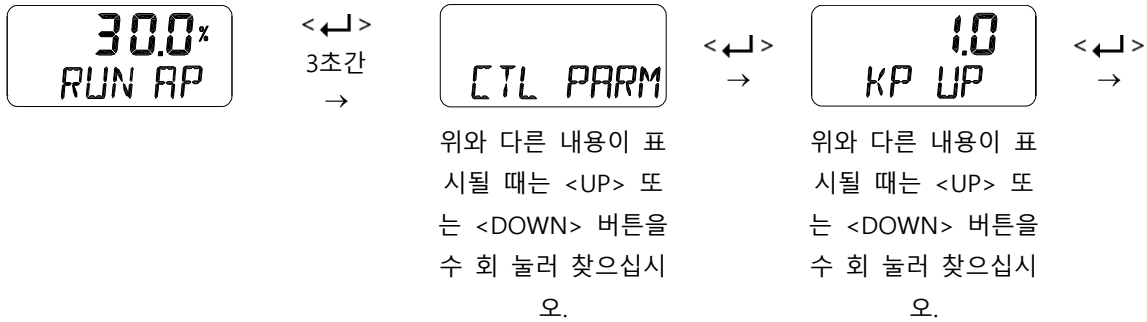 30.0%
RUN AP
< ↵ >
3초간
→
CTL PARM
위와 다른 내용이 표
시될 때는 <UP> 또
는 <DOWN> 버튼을
수 회 눌러 찾으십시
오.
< ↵ >
→
1.0
KP UP
위와 다른 내용이 표
시될 때는 <UP> 또
는 <DOWN> 버튼을
수 회 눌러 찾으십시
오.
< ↵ >
→